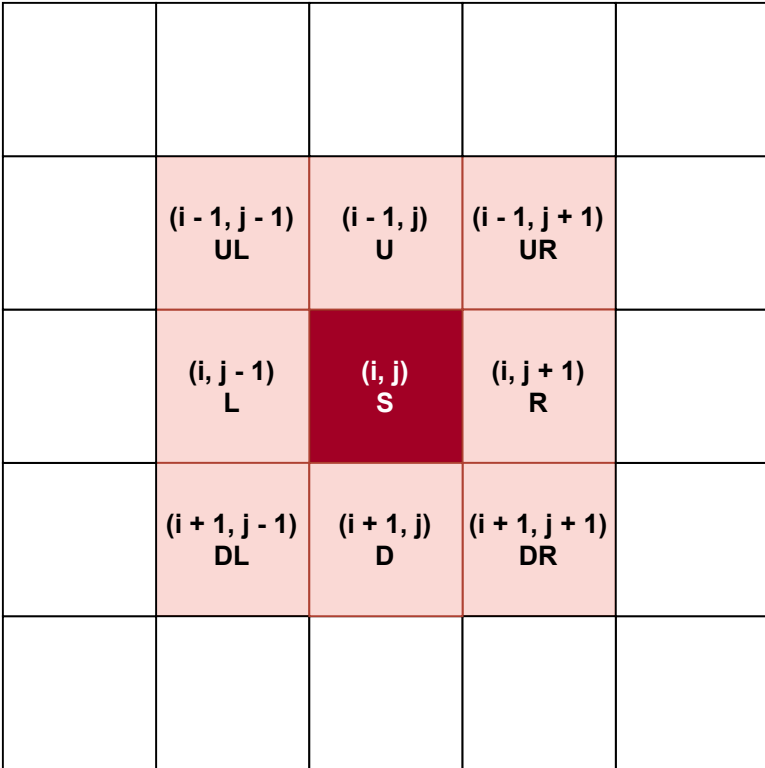 (i - 1, j - 1)
UL
(i - 1, j)
U
(i - 1, j + 1)
UR
(i, j - 1)
L
(i, j)
S
(i, j + 1)
R
(i + 1, j - 1)
DL
(i + 1, j)
D
(i + 1, j + 1)
DR